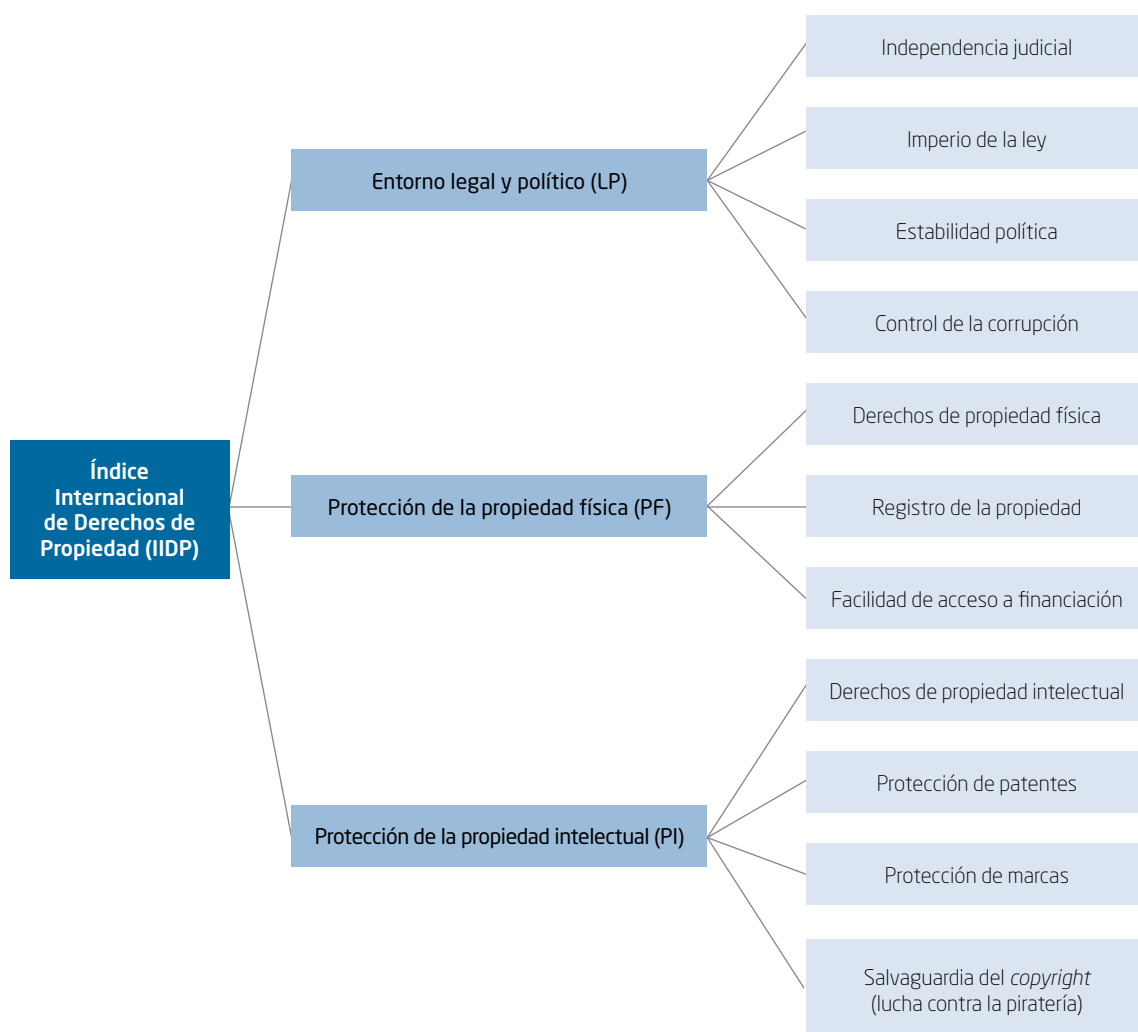 Índice
Internacional
de Derechos de
Propiedad (IIDP)
Entorno legal y político (LP)
Independencia judicial
Imperio de la ley
Estabilidad política
Control de la corrupción
Protección de la propiedad física (PF)
Derechos de propiedad física
Registro de la propiedad
Facilidad de acceso a financiación
Protección de la propiedad intelectual (PI)
Derechos de propiedad intelectual
Protección de patentes
Protección de marcas
Salvaguardia del copyright
(lucha contra la piratería)